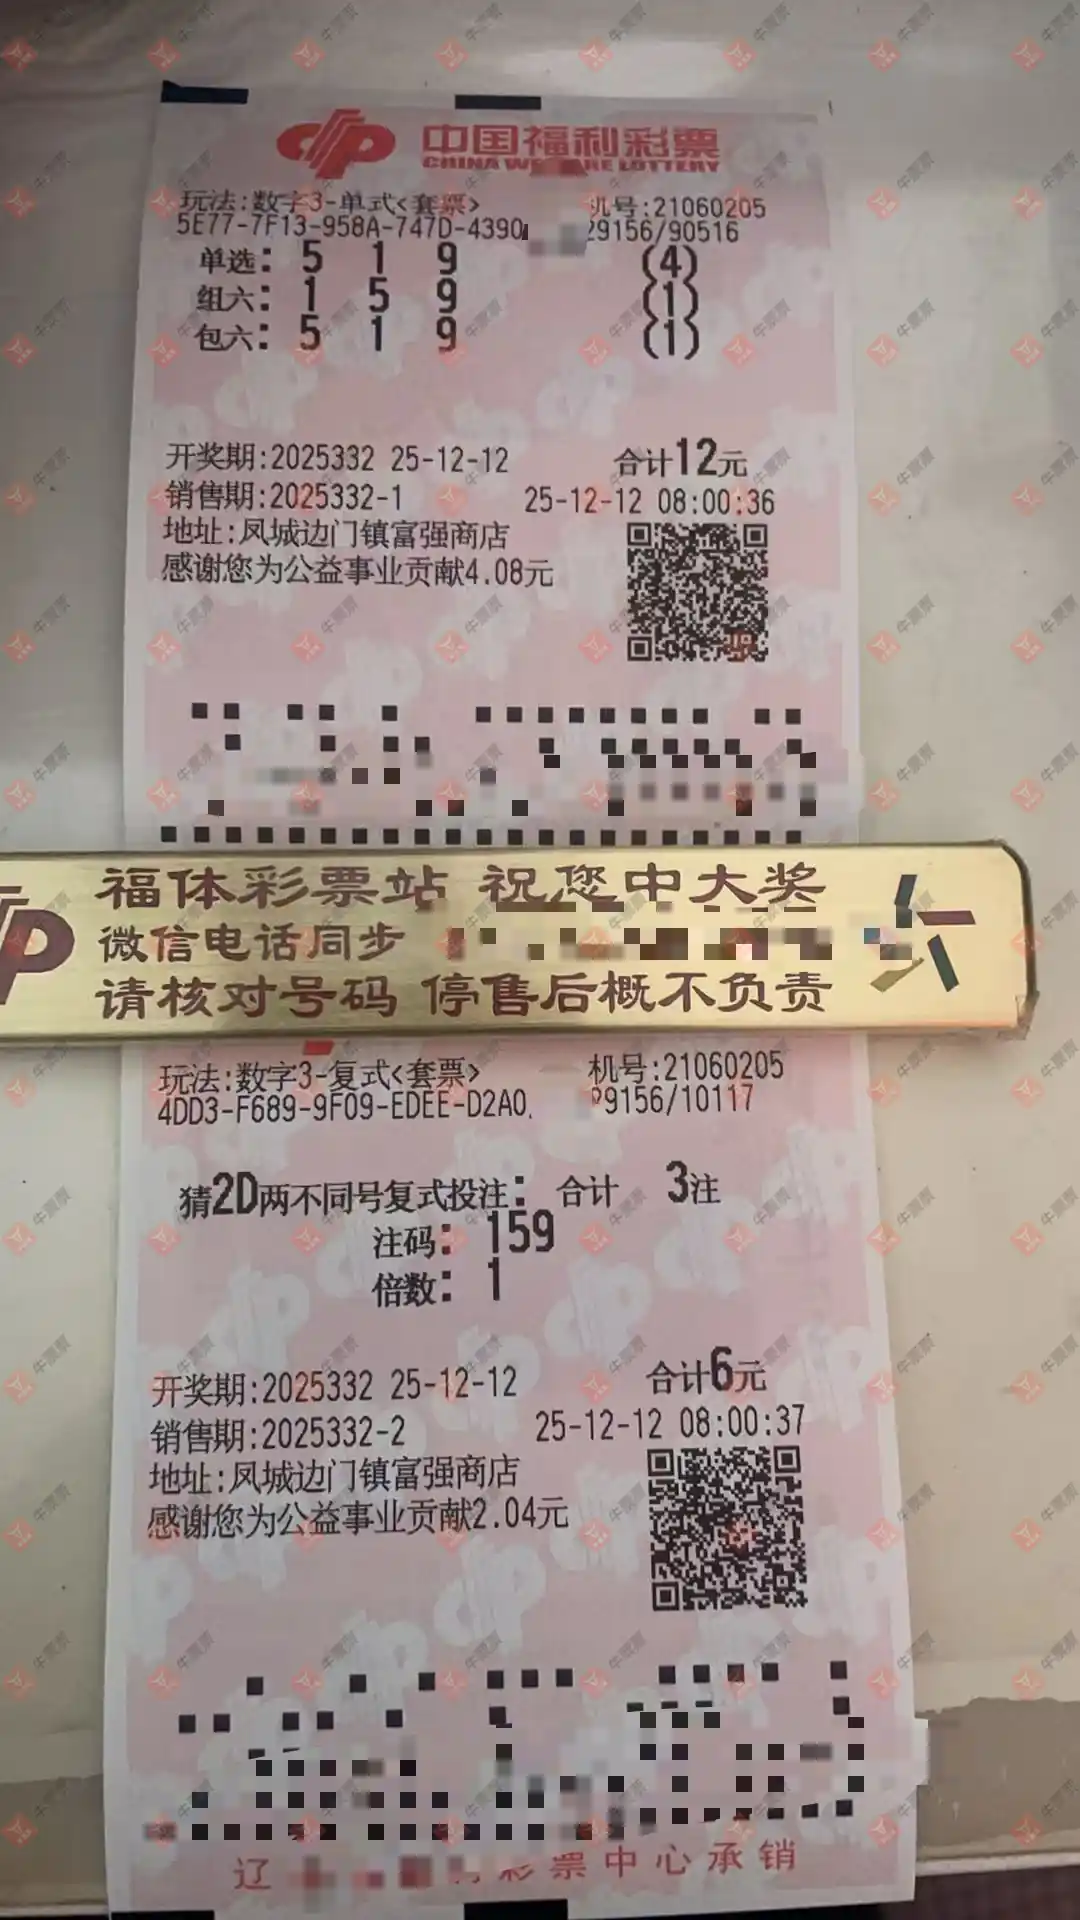 中国福利彩票
CHINA WELFARE LOTTERY
玩法:数字3-单式<套票> 机号:21060205
5E77-7F13-958A-747D-4390 29156/90516
单选: 5 1 9 (4)
组六: 1 5 9 (1)
包六: 5 1 9 (1)
开奖期:2025332 25-12-12 合计12元
销售期:2025332-1 25-12-12 08:00:36
地址:凤城边门镇富强商店
感谢您为公益事业贡献4.08元
福体彩票站 祝您中大奖
微信电话同步
请核对号码 停售后概不负责
玩法:数字3-复式<套票> 机号:21060205
4DD3-F689-9F09-EDEE-D2A0 9156/10117
猜2D两不同号复式投注: 合计 3注
注码: 159
倍数: 1
开奖期:2025332 25-12-12 合计6元
销售期:2025332-2 25-12-12 08:00:37
地址:凤城边门镇富强商店
感谢您为公益事业贡献2.04元
辽 彩票中心承销
牛票票